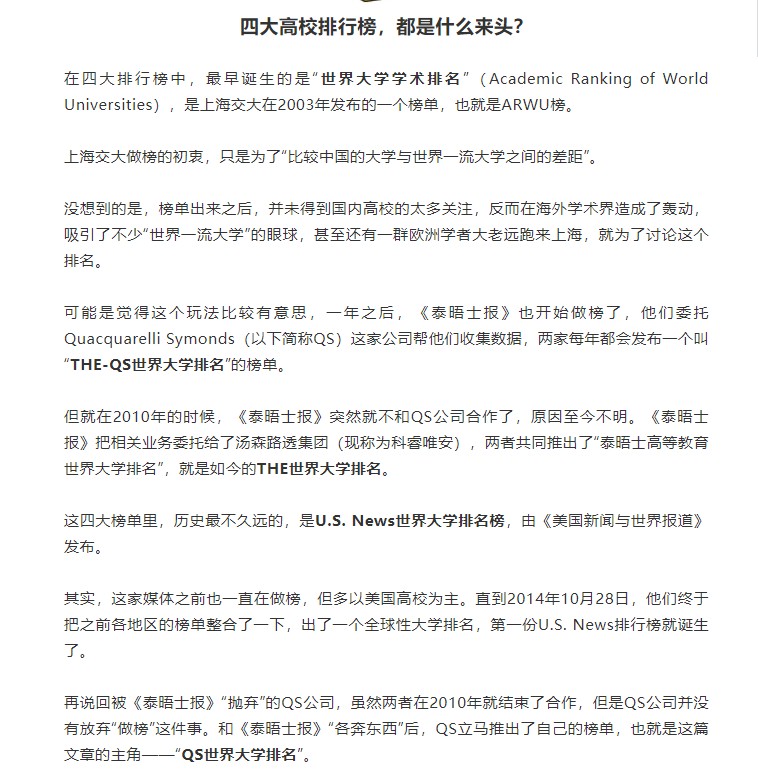 四大高校排行榜，都是什么来头？
在四大排行榜中，最早诞生的是“世界大学学术排名”（Academic Ranking of World
Universities），是上海交大在2003年发布的一个榜单，也就是ARWU榜。
上海交大做榜的初衷，只是为了“比较中国的大学与世界一流大学之间的差距”。
没想到的是，榜单出来之后，并未得到国内高校的太多关注，反而在海外学术界造成了轰动，
吸引了不少“世界一流大学”的眼球，甚至还有一群欧洲学者大老远跑来上海，就为了讨论这个
排名。
可能是觉得这个玩法比较有意思，一年之后，《泰晤士报》也开始做榜了，他们委托
Quacquarelli Symonds（以下简称QS）这家公司帮他们收集数据，两家每年都会发布一个叫
“THE-QS世界大学排名”的榜单。
但就在2010年的时候，《泰晤士报》突然就不和QS公司合作了，原因至今不明。《泰晤士
报》把相关业务委托给了汤森路透集团（现称为科睿唯安），两者共同推出了“泰晤士高等教育
世界大学排名”，就是如今的THE世界大学排名。
这四大榜单里，历史最不久远的，是U.S. News世界大学排名榜，由《美国新闻与世界报道》
发布。
其实，这家媒体之前也一直在做榜，但多以美国高校为主。直到2014年10月28日，他们终于
把之前各地区的榜单整合了一下，出了一个全球性大学排名，第一份U.S. News排行榜就诞生
了。
再说回被《泰晤士报》“抛弃”的QS公司，虽然两者在2010年就结束了合作，但是QS公司并没
有放弃“做榜”这件事。和《泰晤士报》“各奔东西”后，QS立马推出了自己的榜单，也就是这篇
文章的主角——“QS世界大学排名”。